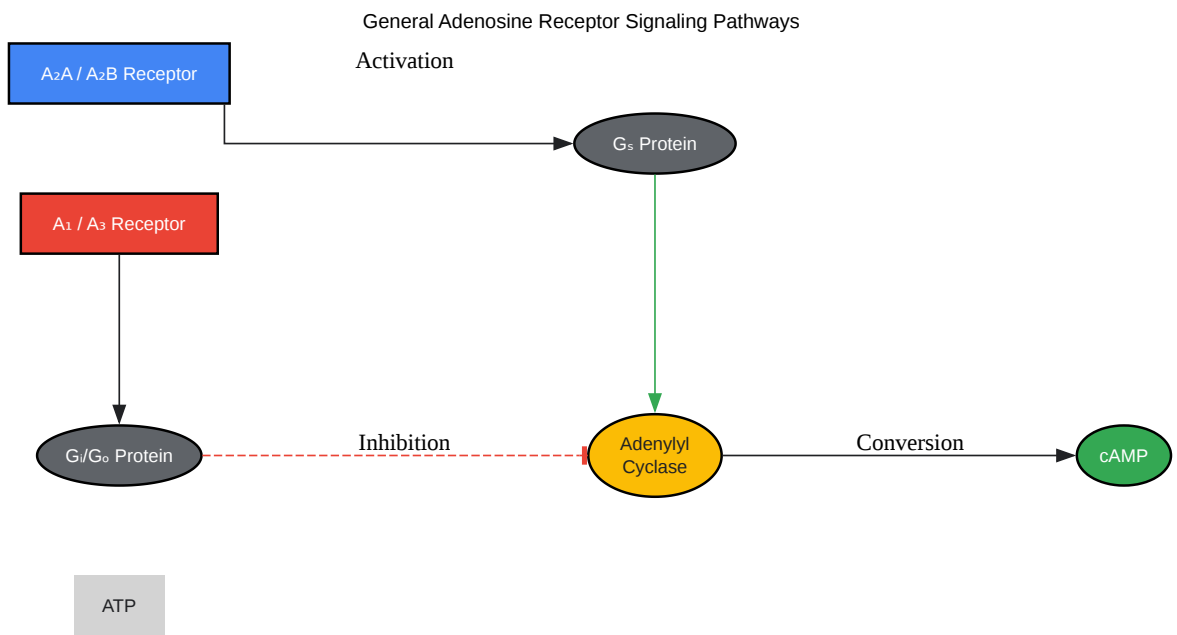 General Adenosine Receptor Signaling Pathways
Activation
A₂A / A₂B Receptor
Gₛ Protein
A₁ / A₃ Receptor
Gᵢ/Gₒ Protein
Inhibition
Adenylyl
Cyclase
Conversion
cAMP
ATP